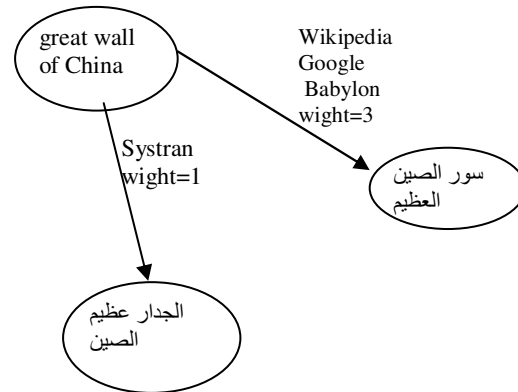 great wall
of China
Wikipedia
Google
Babylon
wight=3
Systran
wight=1
سور الصين
العظيم
الجدار عظيم
الصين